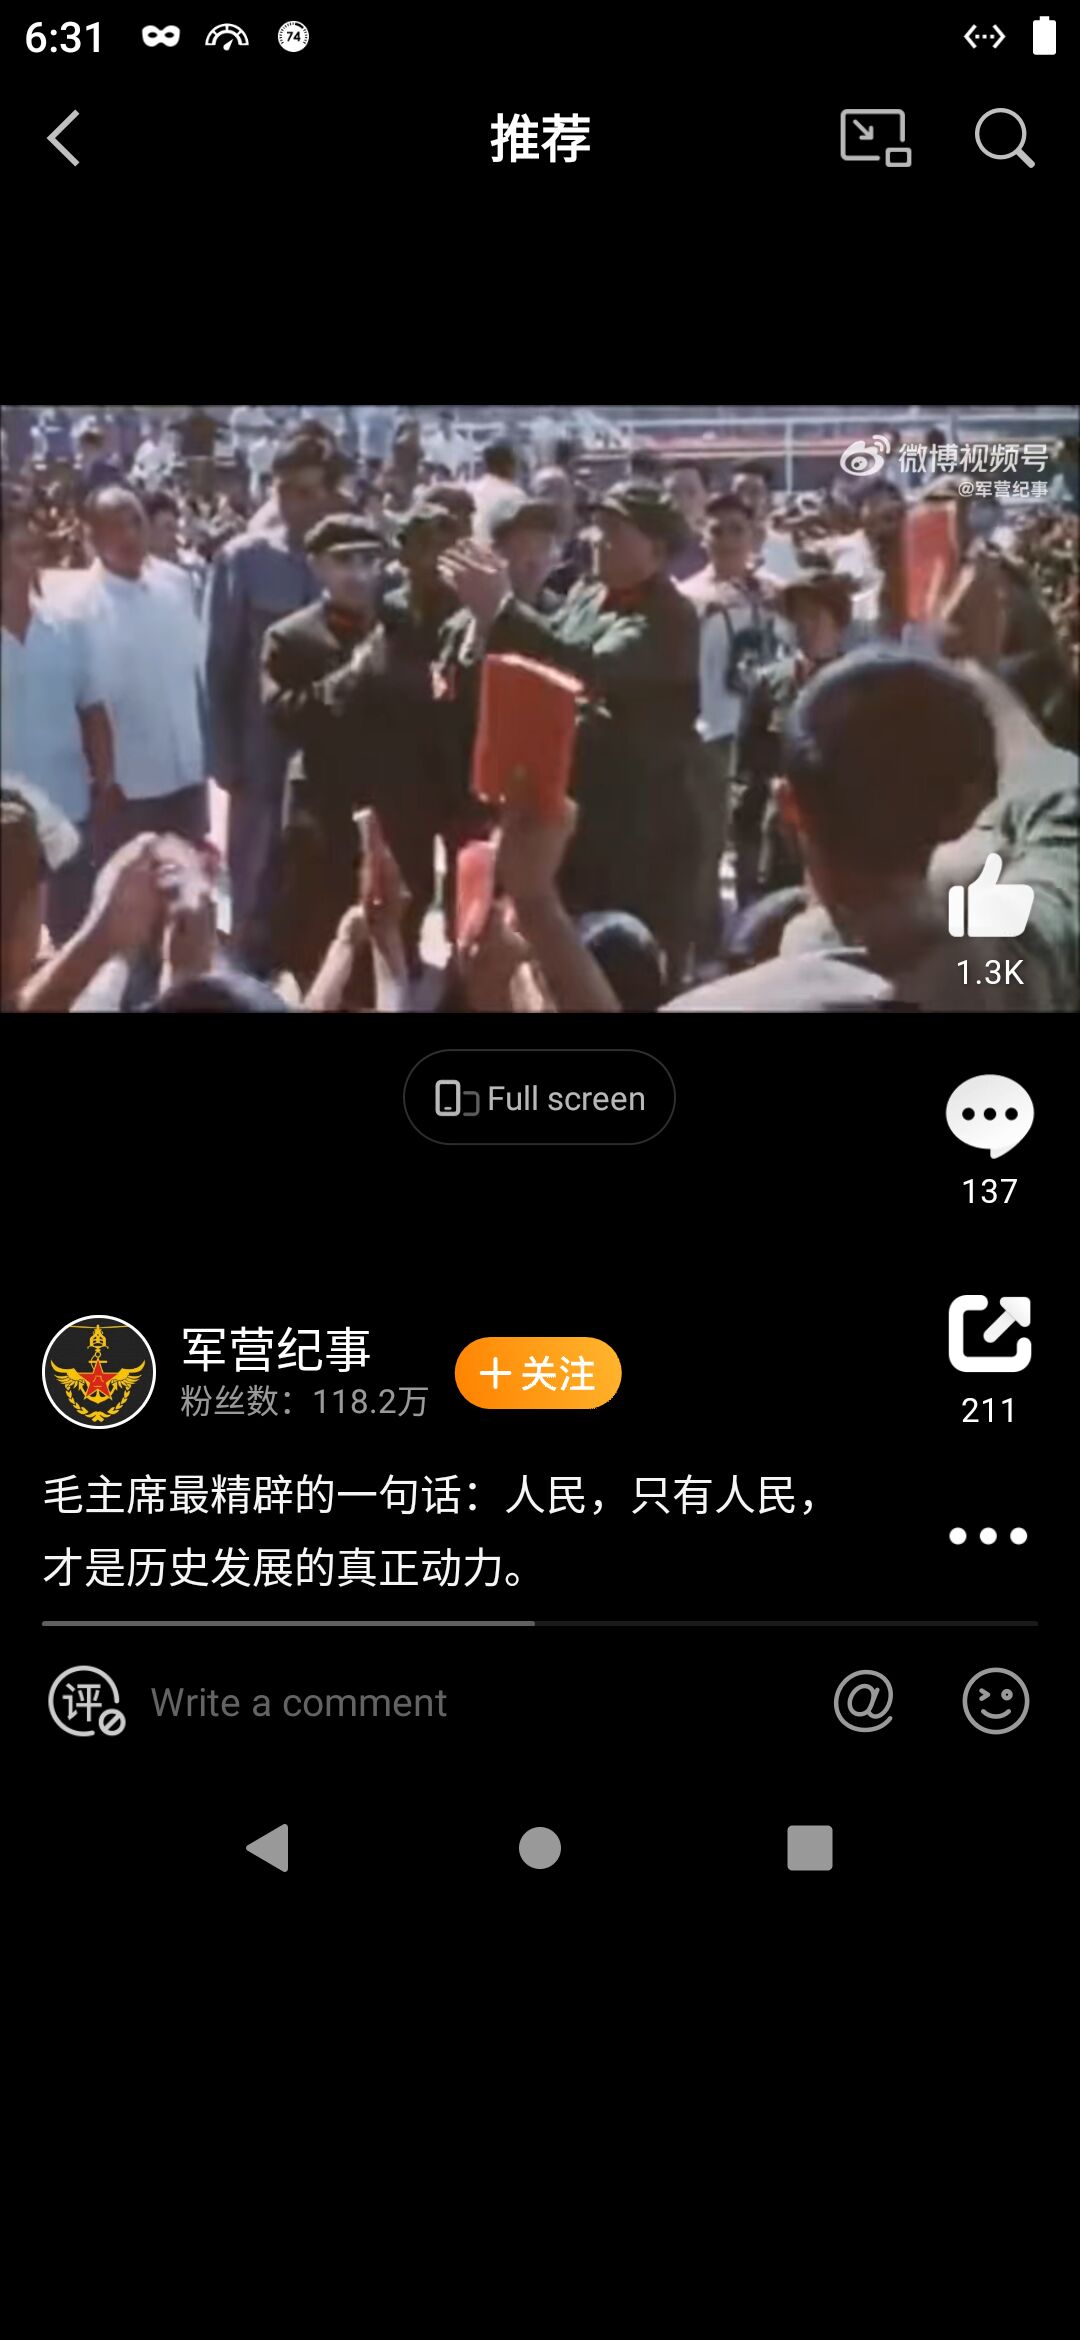 6:31
74
推荐
微博视频号
@军营纪事
1.3K
Full screen
137
军营纪事
粉丝数：118.2万
关注
211
毛主席最精辟的一句话：人民，只有人民，
才是历史发展的真正动力。
评
Write a comment